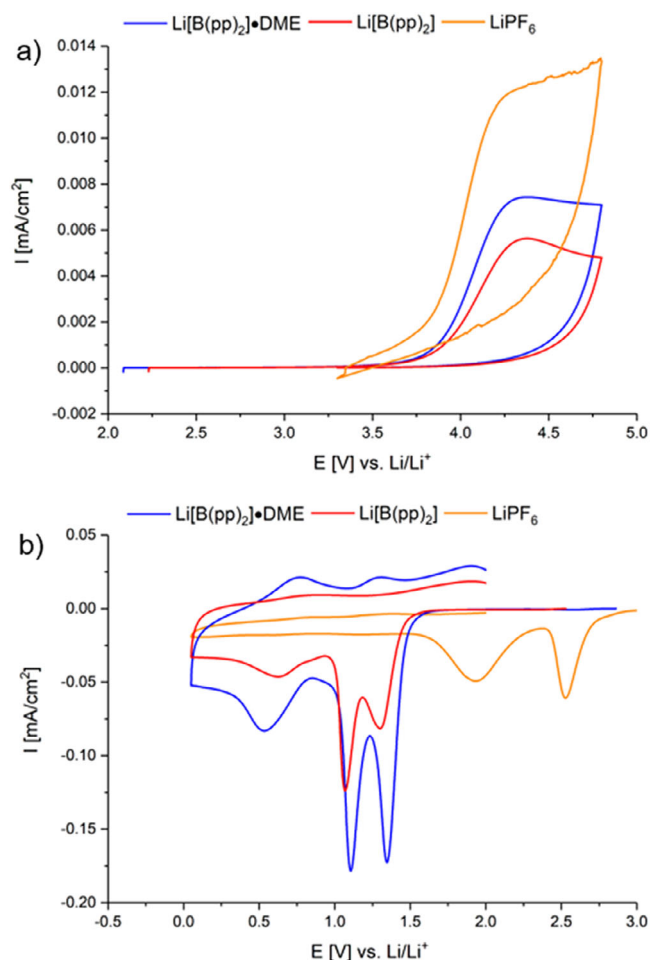 Li[B(pp)₂]•DME Li[B(pp)₂] LiPF₆
a)
0.014
0.012
0.010
0.008
0.006
0.004
0.002
0.000
-0.002
I [mA/cm²]
2.0 2.5 3.0 3.5 4.0 4.5 5.0
E [V] vs. Li/Li⁺
Li[B(pp)₂]•DME Li[B(pp)₂] LiPF₆
b)
0.05
0.00
-0.05
-0.10
-0.15
-0.20
I [mA/cm²]
-0.5 0.0 0.5 1.0 1.5 2.0 2.5 3.0
E [V] vs. Li/Li⁺